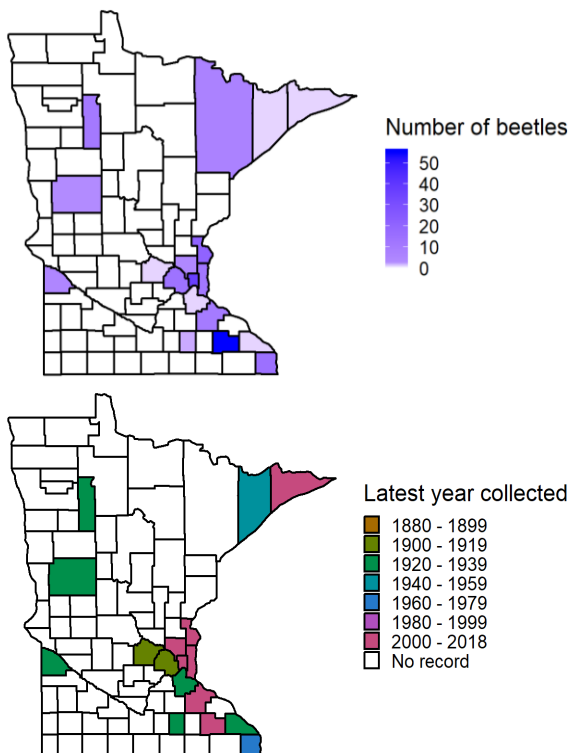 Number of beetles
50
40
30
20
10
0
Latest year collected
1880 - 1899
1900 - 1919
1920 - 1939
1940 - 1959
1960 - 1979
1980 - 1999
2000 - 2018
No record